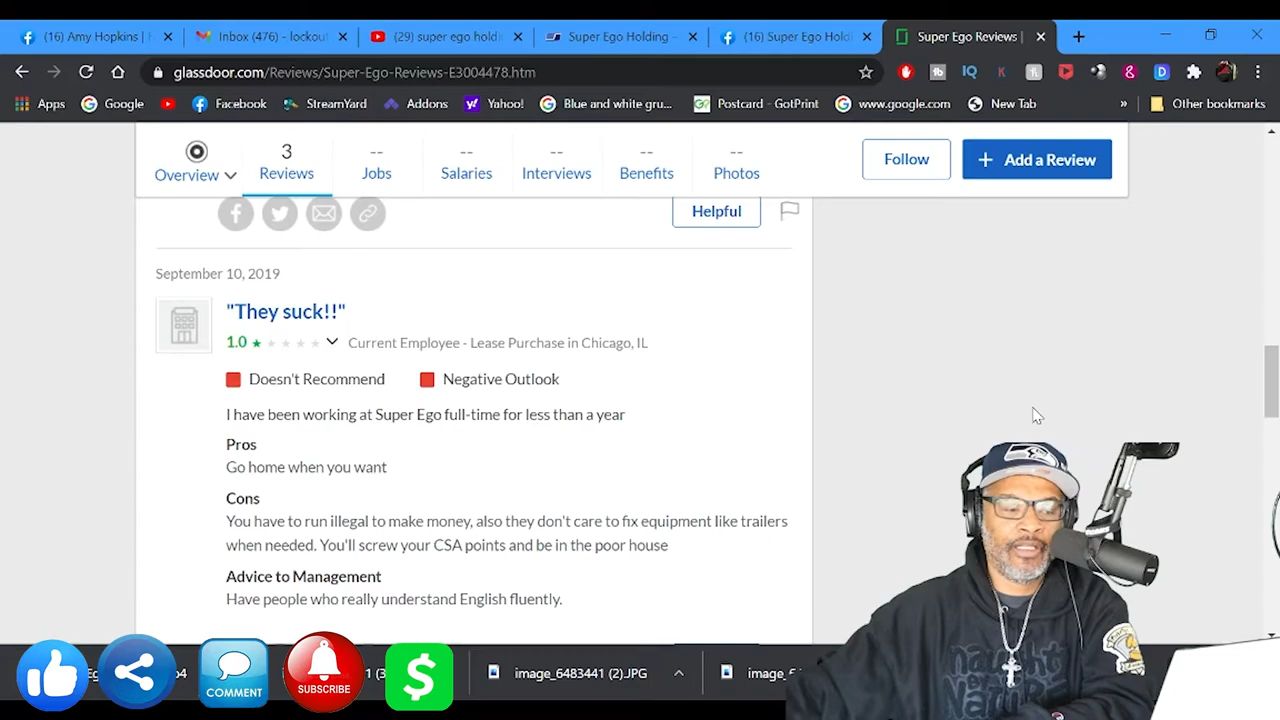 (16) Amy Hopkins |
Inbox (476) - lockout
(29) super ego holdi
Super Ego Holding -
(16) Super Ego Hold
Super Ego Reviews |
glassdoor.com/Reviews/Super-Ego-Reviews-E3004478.htm
Apps
Google
Facebook
StreamYard
Addons
Yahoo!
Blue and white gru...
Postcard - GotPrint
www.google.com
New Tab
»
Other bookmarks
Overview
3
Reviews
--
Jobs
--
Salaries
--
Interviews
--
Benefits
--
Photos
Follow
+ Add a Review
Helpful
September 10, 2019
"They suck!!"
1.0
Current Employee - Lease Purchase in Chicago, IL
Doesn't Recommend
Negative Outlook
I have been working at Super Ego full-time for less than a year
Pros
Go home when you want
Cons
You have to run illegal to make money, also they don't care to fix equipment like trailers
when needed. You'll screw your CSA points and be in the poor house
Advice to Management
Have people who really understand English fluently.
COMMENT
SUBSCRIBE
$
image_6483441 (2).JPG